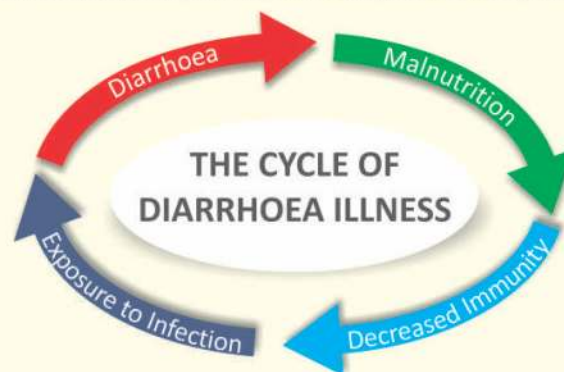 Diarrhoea
Malnutrition
THE CYCLE OF
DIARRHOEA ILLNESS
Decreased Immunity
Exposure to Infection